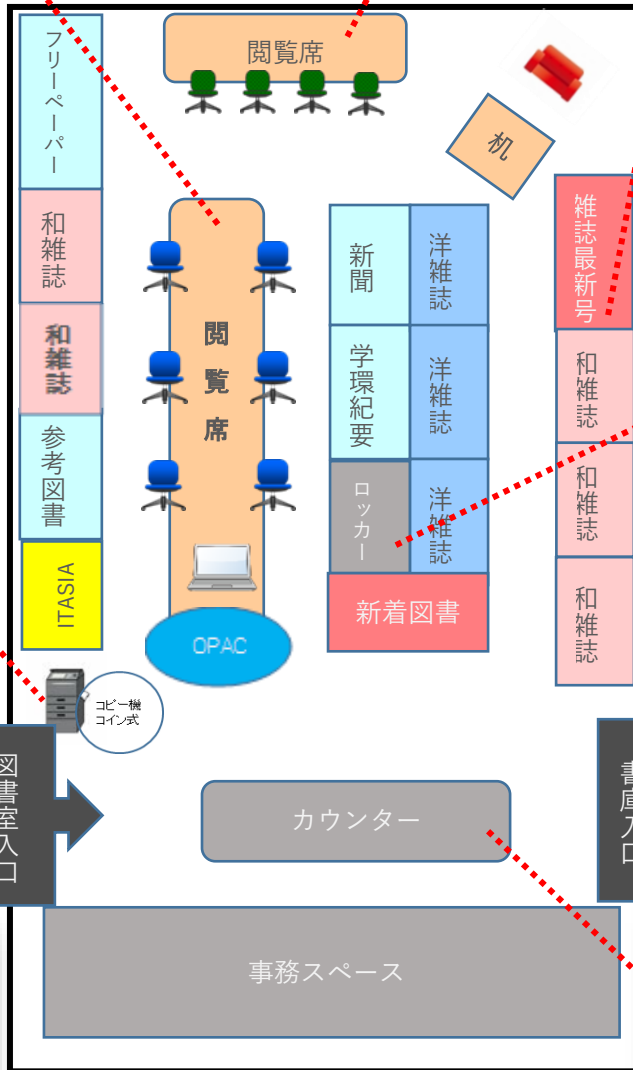 フリーペーパー
閲覧席
机
和雑誌
和雑誌
参考図書
ITASIA
閲覧席
OPAC
新聞
洋雑誌
学環紀要
洋雑誌
ロッカー
洋雑誌
新着図書
雑誌最新号
和雑誌
和雑誌
和雑誌
コピー機
コイン式
図書室入口
カウンター
書庫入口
事務スペース